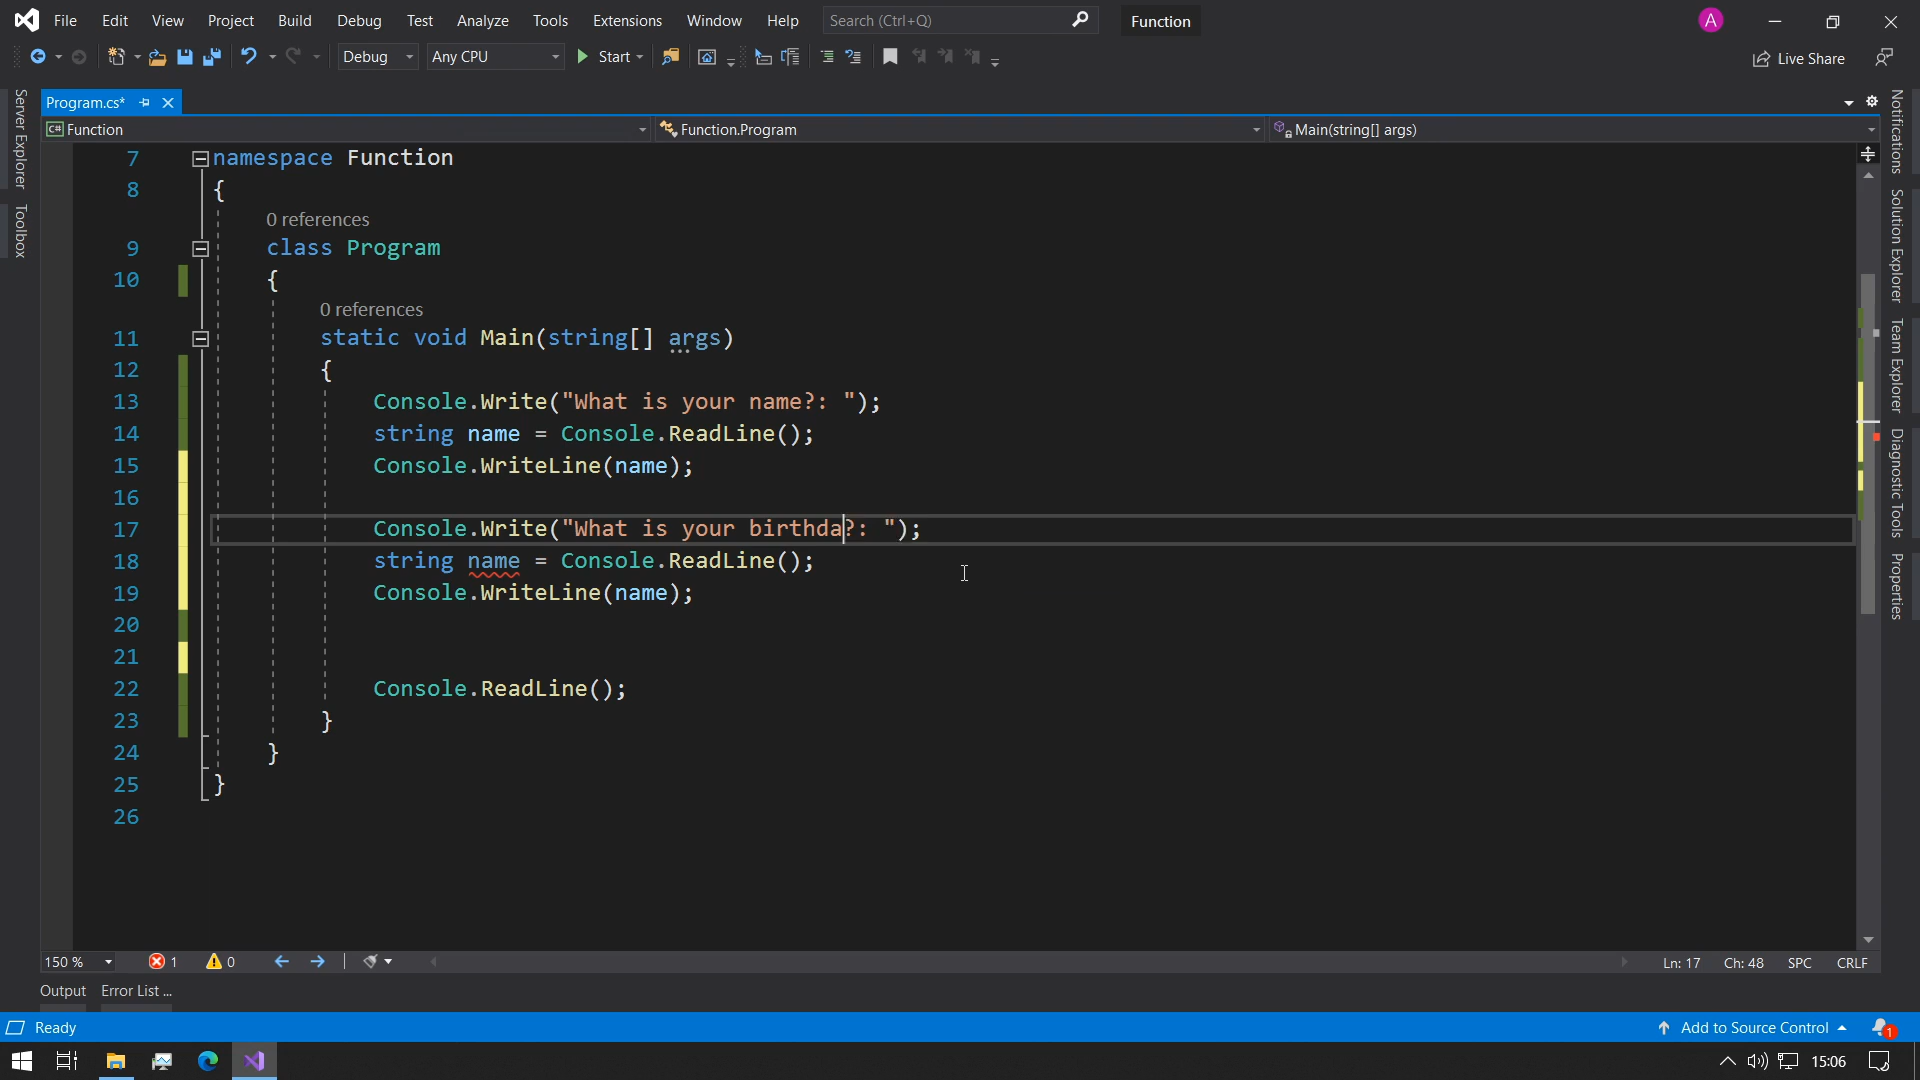 File Edit View Project Build Debug Test Analyze Tools Extensions Window Help Search (Ctrl+Q) Function A
Debug Any CPU Start Live Share
Server Explorer
Toolbox
Program.cs*
Function Function.Program Main(string[] args)
7 namespace Function
8 {
0 references
9 class Program
10 {
0 references
11 static void Main(string[] args)
12 {
13 Console.Write("What is your name?: ");
14 string name = Console.ReadLine();
15 Console.WriteLine(name);
16
17 Console.Write("What is your birthda?: ");
18 string name = Console.ReadLine();
19 Console.WriteLine(name);
20
21
22 Console.ReadLine();
23 }
24 }
25 }
26
Notifications
Solution Explorer
Team Explorer
Diagnostic Tools
Properties
150 % 1 0 Ln: 17 Ch: 48 SPC CRLF
Output Error List ...
Ready Add to Source Control 1
15:06